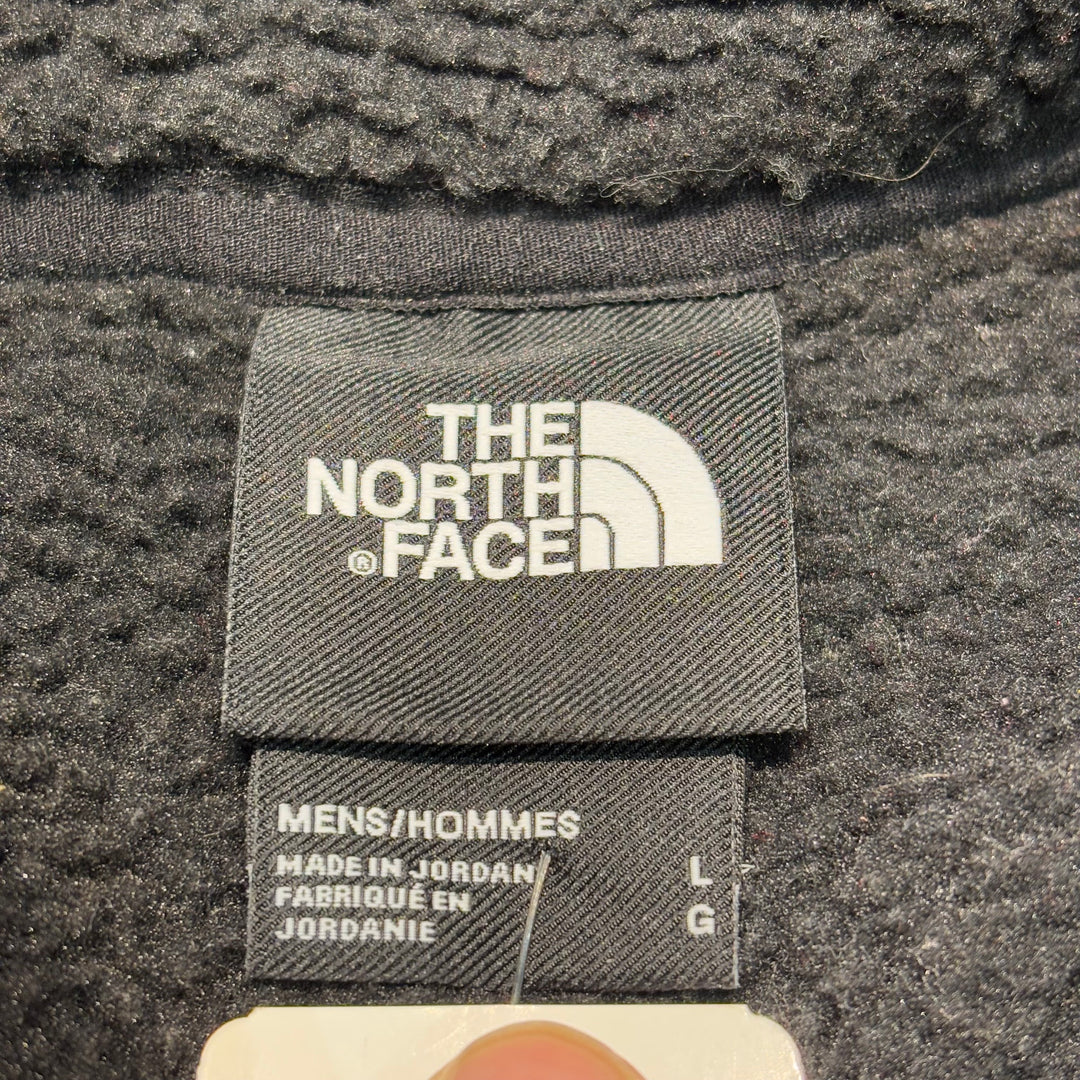 THE
NORTH
®FACE
MENS/HOMMES
MADE IN JORDAN L
FABRIQUÉ EN
JORDANIE G